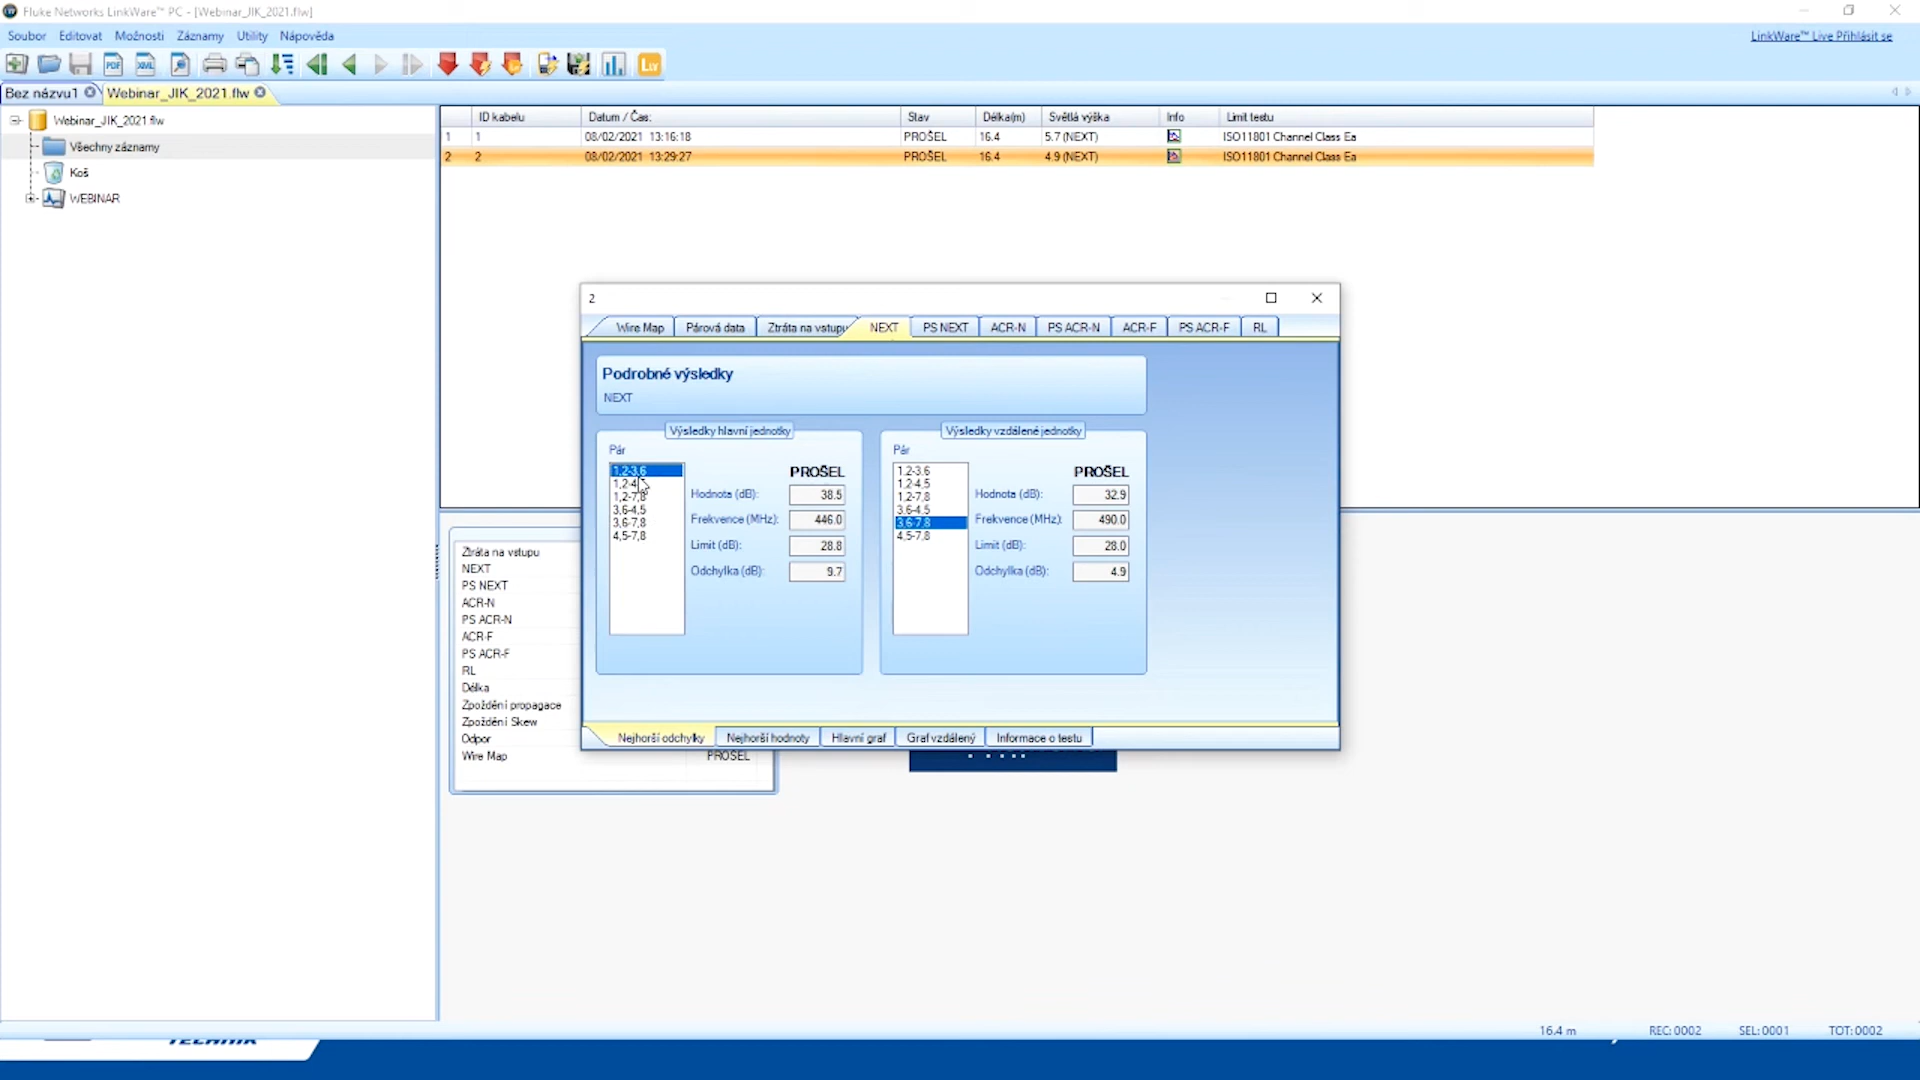 Fluke Networks LinkWare™ PC - [Webinar_JIK_2021.flw]
Soubor Editovat Možnosti Záznamy Utility Nápověda
LinkWare™ Live Přihlásit se
PDF XML
Bez názvu1 Webinar_JIK_2021.flw
Webinar_JIK_2021.flw
Všechny záznamy
Koš
WEBINAR
ID kabelu Datum / Čas: Stav Délka(m) Světlá výška Info Limit testu
1 1 08/02/2021 13:16:18 PROŠEL 16.4 5.7 (NEXT) ISO11801 Channel Class Ea
2 2 08/02/2021 13:29:27 PROŠEL 16.4 4.9 (NEXT) ISO11801 Channel Class Ea
2
Wire Map Párová data Ztráta na vstupu NEXT PS NEXT ACR-N PS ACR-N ACR-F PS ACR-F RL
Podrobné výsledky
NEXT
Výsledky hlavní jednotky
Pár
1,2-3,6
1,2-4
1,2-7,8
3,6-4,5
3,6-7,8
4,5-7,8
PROŠEL
Hodnota (dB): 38.5
Frekvence (MHz): 446.0
Limit (dB): 28.8
Odchylka (dB): 9.7
Výsledky vzdálené jednotky
Pár
1,2-3,6
1,2-4,5
1,2-7,8
3,6-4,5
3,6-7,8
4,5-7,8
PROŠEL
Hodnota (dB): 32.9
Frekvence (MHz): 490.0
Limit (dB): 28.0
Odchylka (dB): 4.9
Nejhorší odchylky Nejhorší hodnoty Hlavní graf Graf vzdálený Informace o testu
Ztráta na vstupu
NEXT
PS NEXT
ACR-N
PS ACR-N
ACR-F
PS ACR-F
RL
Délka
Zpoždění propagace
Zpoždění Skew
Odpor
Wire Map PROŠEL
16.4 m REC: 0002 SEL: 0001 TOT: 0002